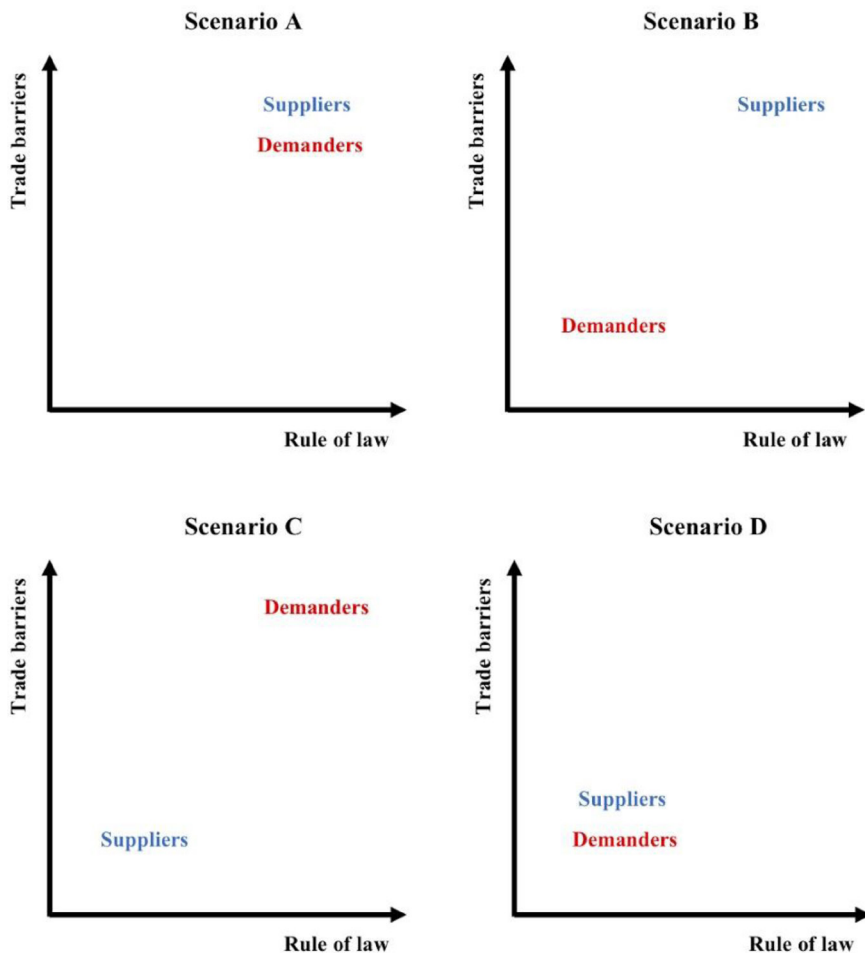 Scenario A
Trade barriers
Suppliers
Demanders
Rule of law
Scenario B
Trade barriers
Suppliers
Demanders
Rule of law
Scenario C
Trade barriers
Demanders
Suppliers
Rule of law
Scenario D
Trade barriers
Suppliers
Demanders
Rule of law